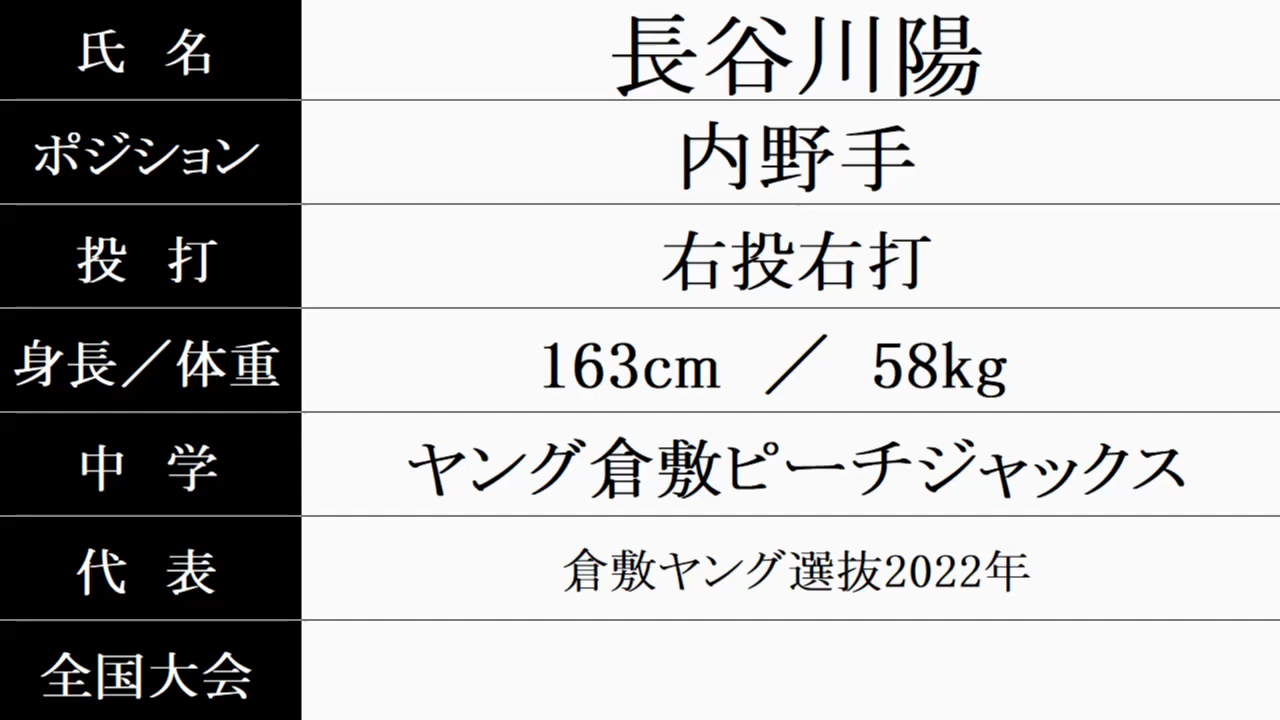 氏 名 長谷川陽
ポジション 内野手
投 打 右投右打
身長／体重 163cm ／ 58kg
中 学 ヤング倉敷ピーチジャックス
代 表 倉敷ヤング選抜2022年
全国大会